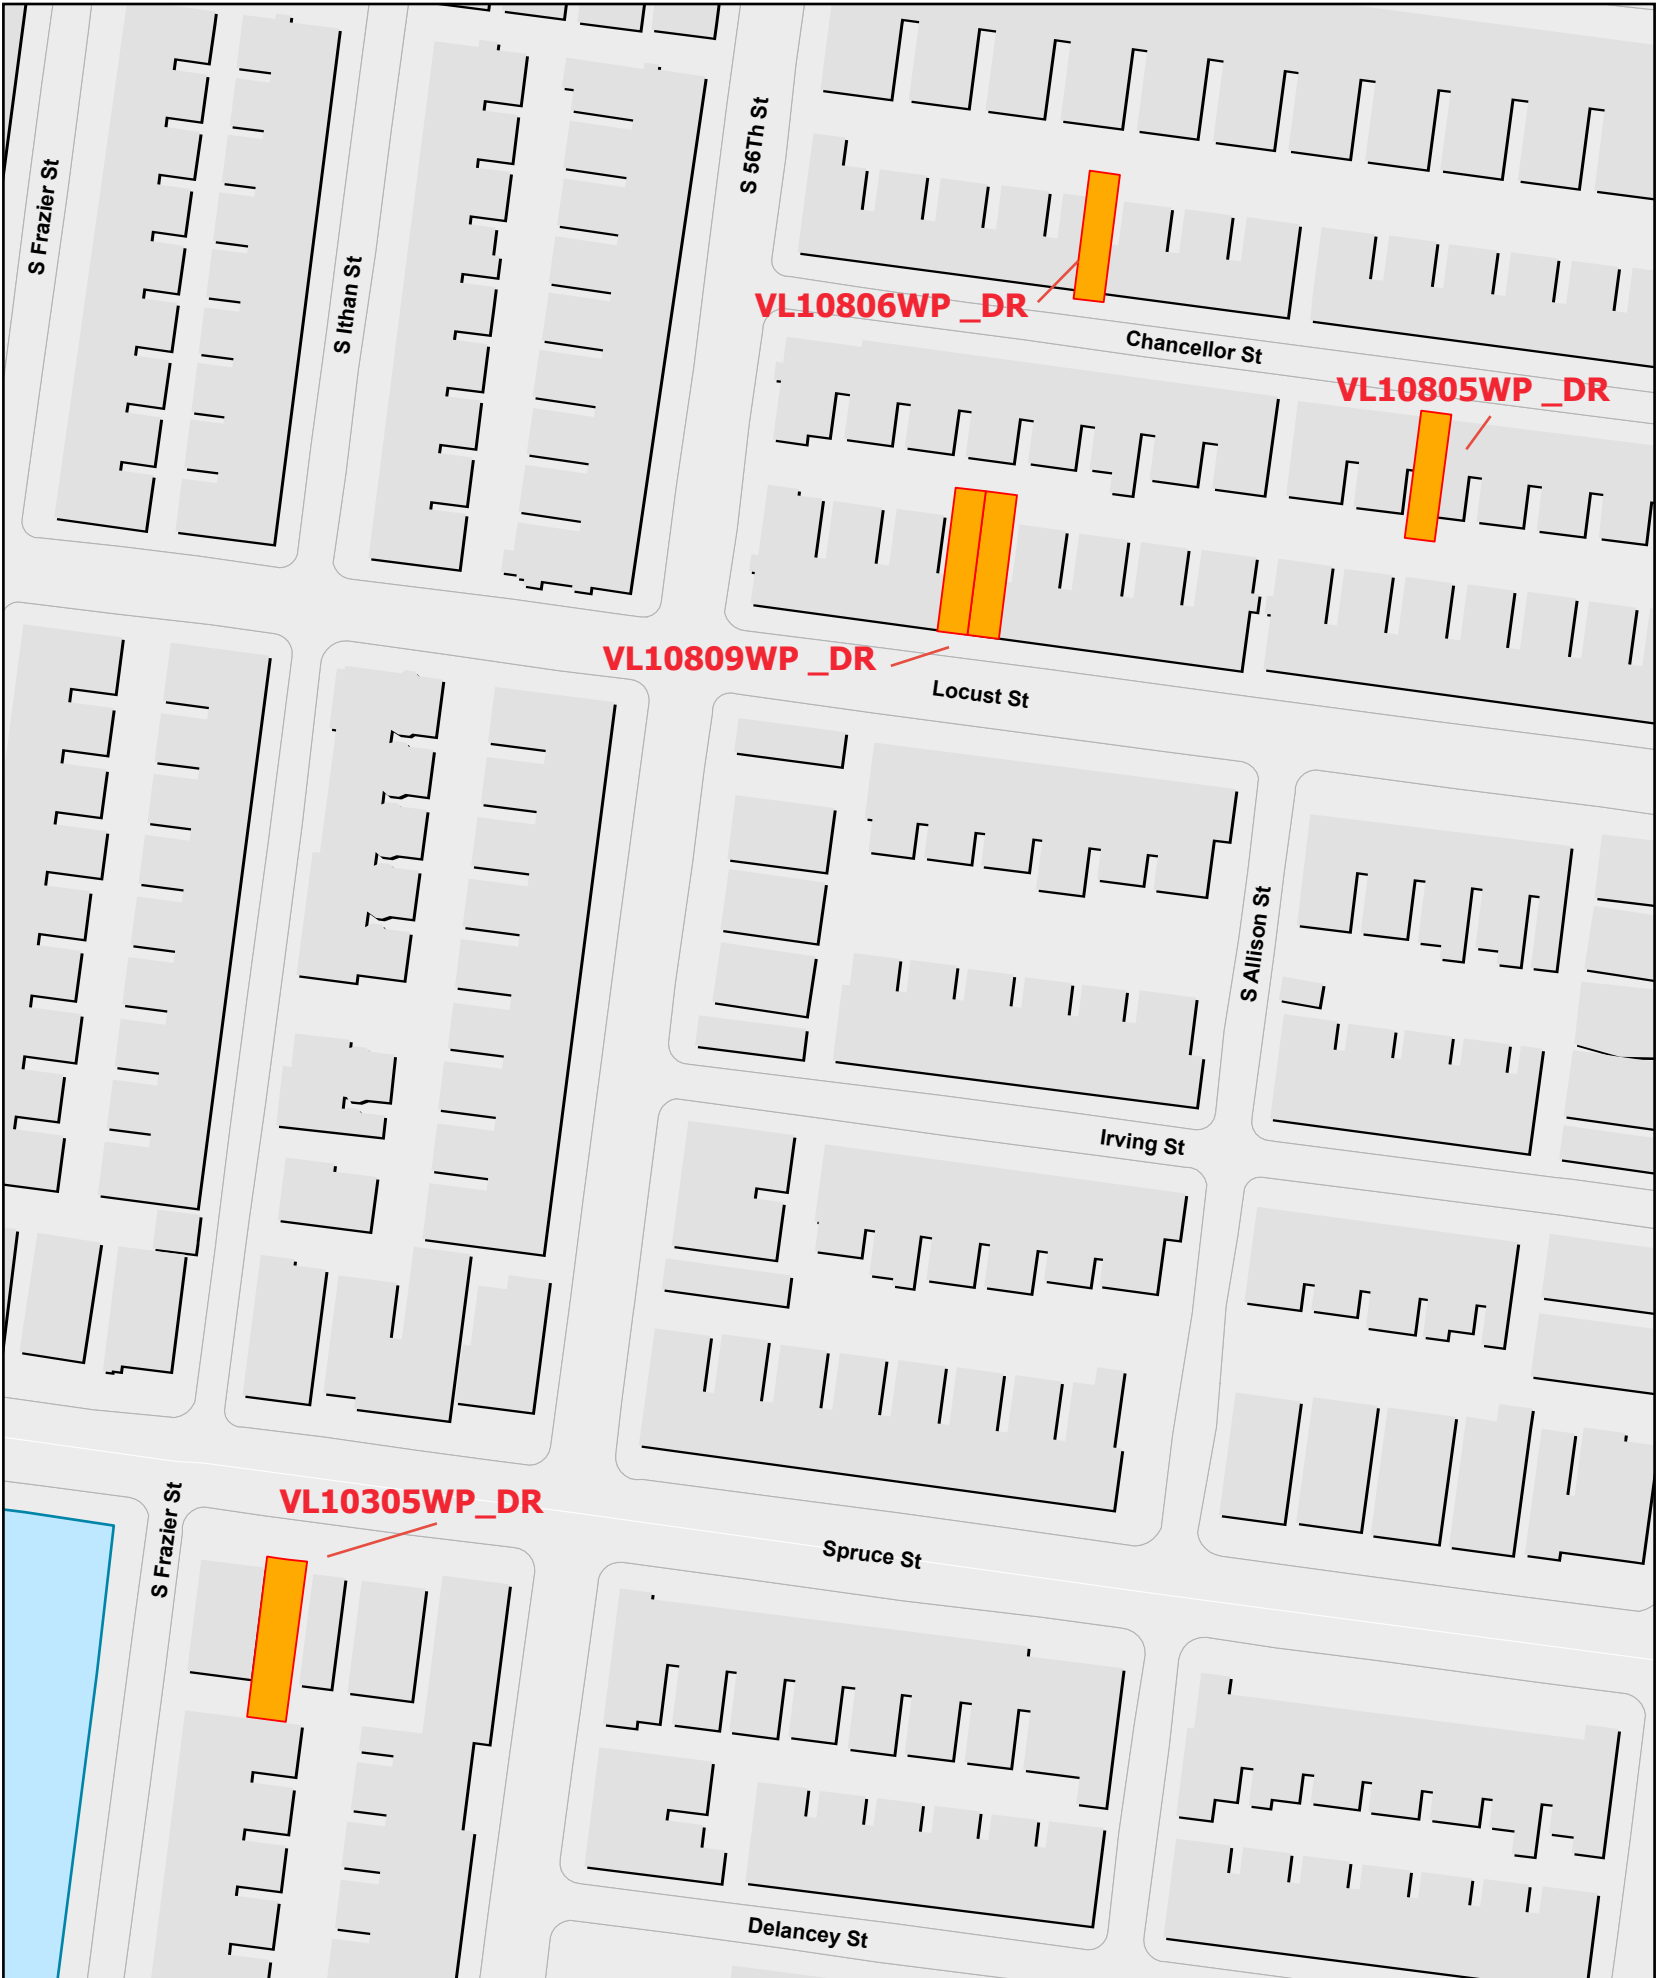 S 56Th St
S Frazier St
S Ithan St
VL10806WP _DR
Chancellor St
VL10805WP _DR
VL10809WP _DR
Locust St
S Allison St
Irving St
VL10305WP_DR
S Frazier St
Spruce St
Delancey St